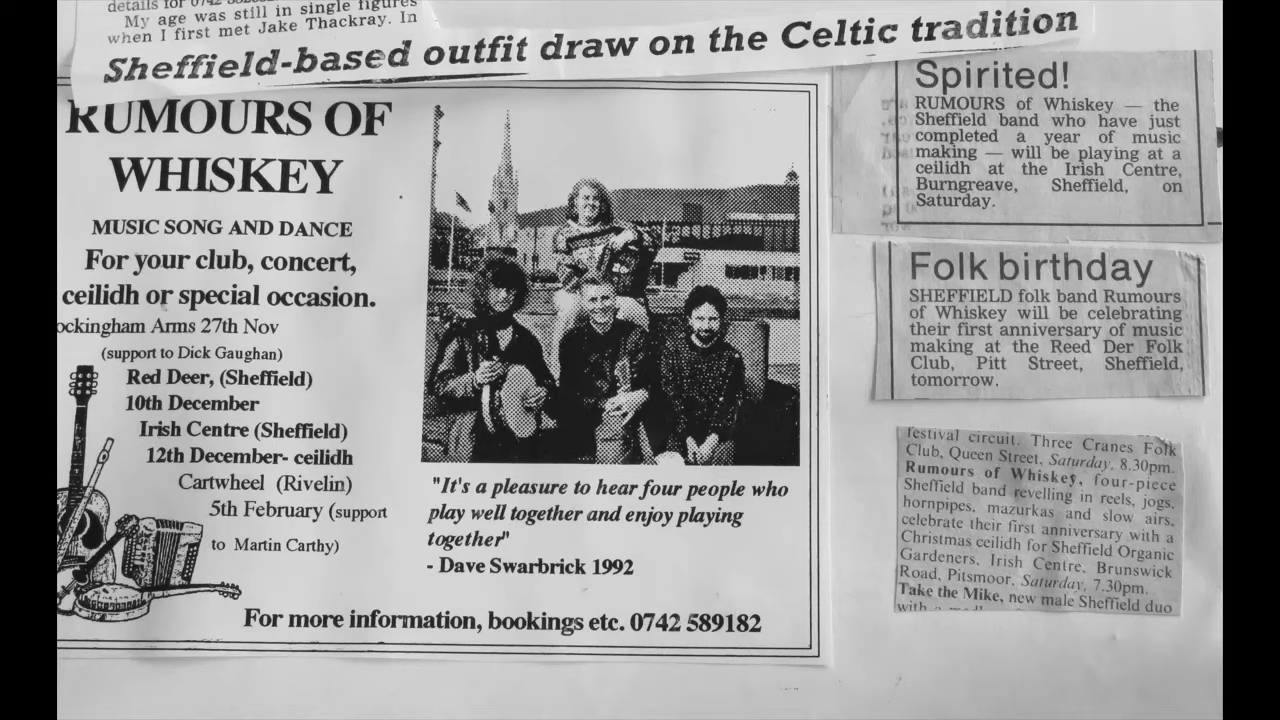 details for 0742
My age was still in single figures
when I first met Jake Thackray. In
Sheffield-based outfit draw on the Celtic tradition
RUMOURS OF
WHISKEY
MUSIC SONG AND DANCE
For your club, concert,
ceilidh or special occasion.
ockingham Arms 27th Nov
(support to Dick Gaughan)
Red Deer, (Sheffield)
10th December
Irish Centre (Sheffield)
12th December- ceilidh
Cartwheel (Rivelin)
5th February (support
to Martin Carthy)
"It's a pleasure to hear four people who
play well together and enjoy playing
together"
- Dave Swarbrick 1992
For more information, bookings etc. 0742 589182
Spirited!
RUMOURS of Whiskey — the
Sheffield band who have just
completed a year of music
making — will be playing at a
ceilidh at the Irish Centre,
Burngreave, Sheffield, on
Saturday.
Folk birthday
SHEFFIELD folk band Rumours
of Whiskey will be celebrating
their first anniversary of music
making at the Reed Der Folk
Club, Pitt Street, Sheffield,
tomorrow.
festival circuit. Three Cranes Folk
Club, Queen Street, Saturday, 8.30pm.
Rumours of Whiskey, four-piece
Sheffield band revelling in reels, jogs,
hornpipes, mazurkas and slow airs,
celebrate their first anniversary with a
Christmas ceilidh for Sheffield Organic
Gardeners. Irish Centre, Brunswick
Road, Pitsmoor, Saturday, 7.30pm.
Take the Mike, new male Sheffield duo
with a